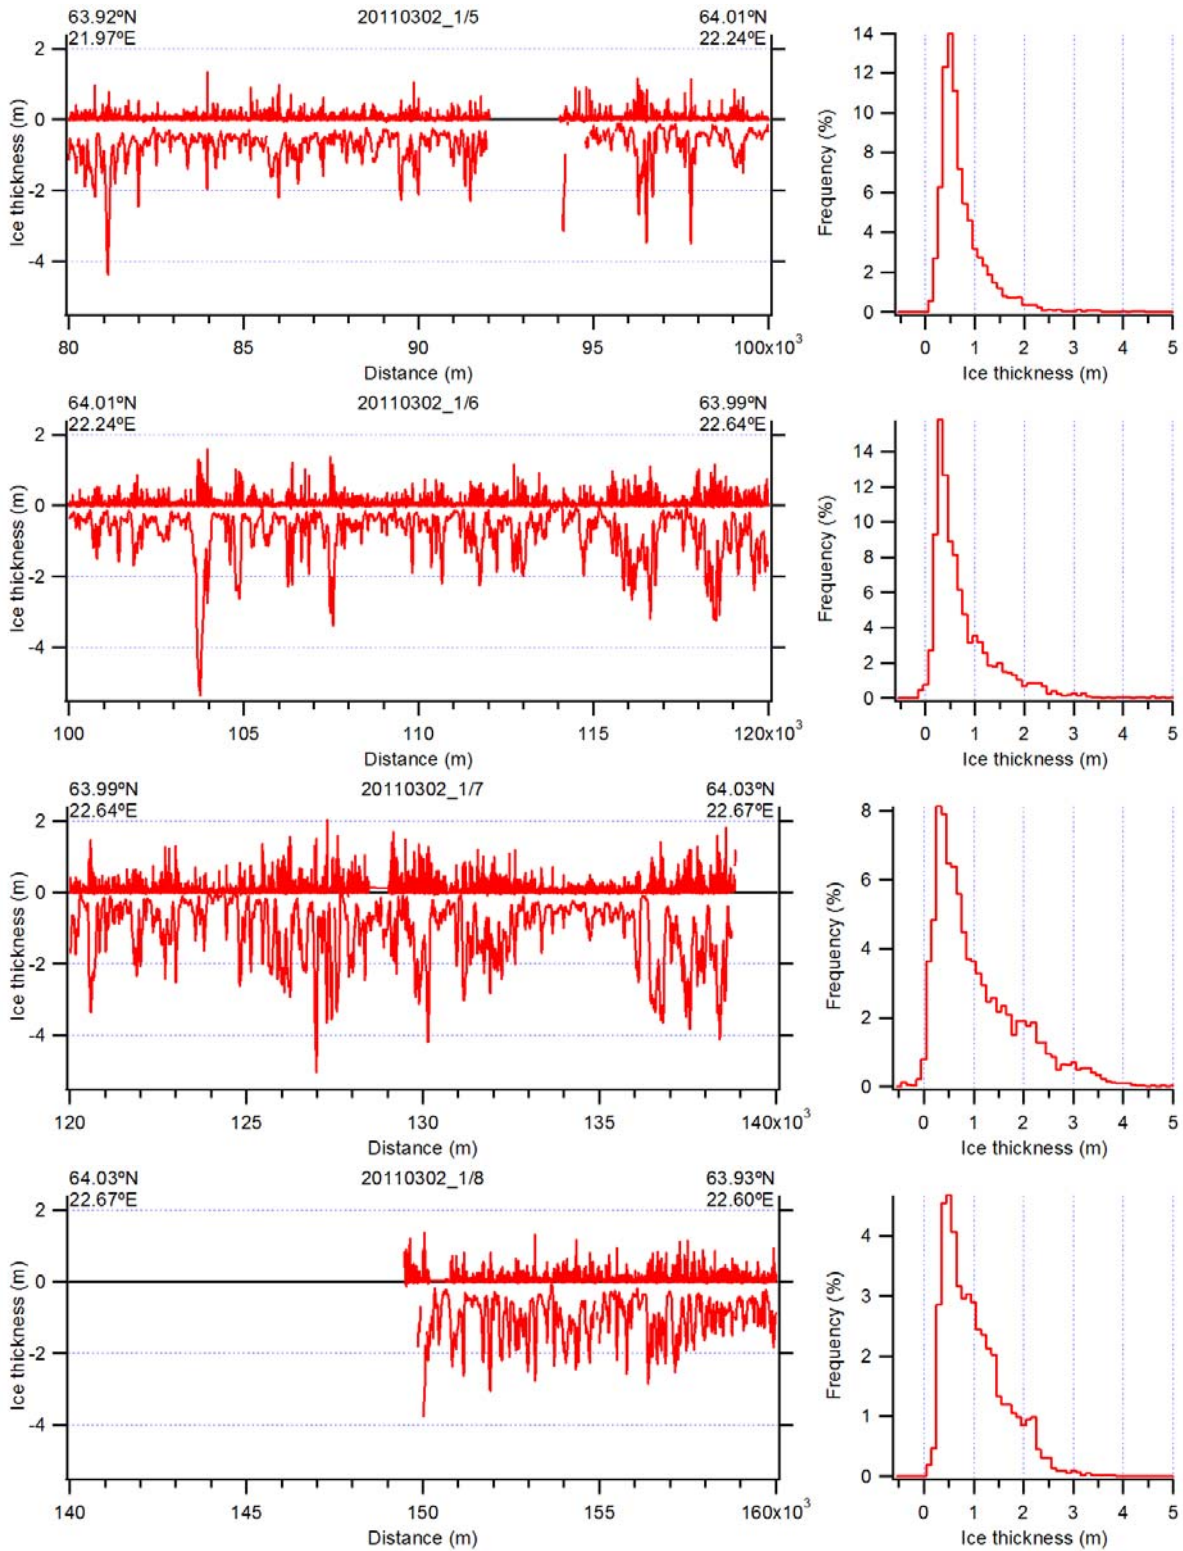 63.92ºN 20110302_1/5 64.01ºN
21.97ºE 22.24ºE
Ice thickness (m)
2
0
-2
-4
80 85 90 95 100x10³
Distance (m)
Frequency (%)
14
12
10
8
6
4
2
0
0 1 2 3 4 5
Ice thickness (m)
64.01ºN 20110302_1/6 63.99ºN
22.24ºE 22.64ºE
Ice thickness (m)
2
0
-2
-4
100 105 110 115 120x10³
Distance (m)
Frequency (%)
14
12
10
8
6
4
2
0
0 1 2 3 4 5
Ice thickness (m)
63.99ºN 20110302_1/7 64.03ºN
22.64ºE 22.67ºE
Ice thickness (m)
2
0
-2
-4
120 125 130 135 140x10³
Distance (m)
Frequency (%)
8
6
4
2
0
0 1 2 3 4 5
Ice thickness (m)
64.03ºN 20110302_1/8 63.93ºN
22.67ºE 22.60ºE
Ice thickness (m)
2
0
-2
-4
140 145 150 155 160x10³
Distance (m)
Frequency (%)
4
3
2
1
0
0 1 2 3 4 5
Ice thickness (m)